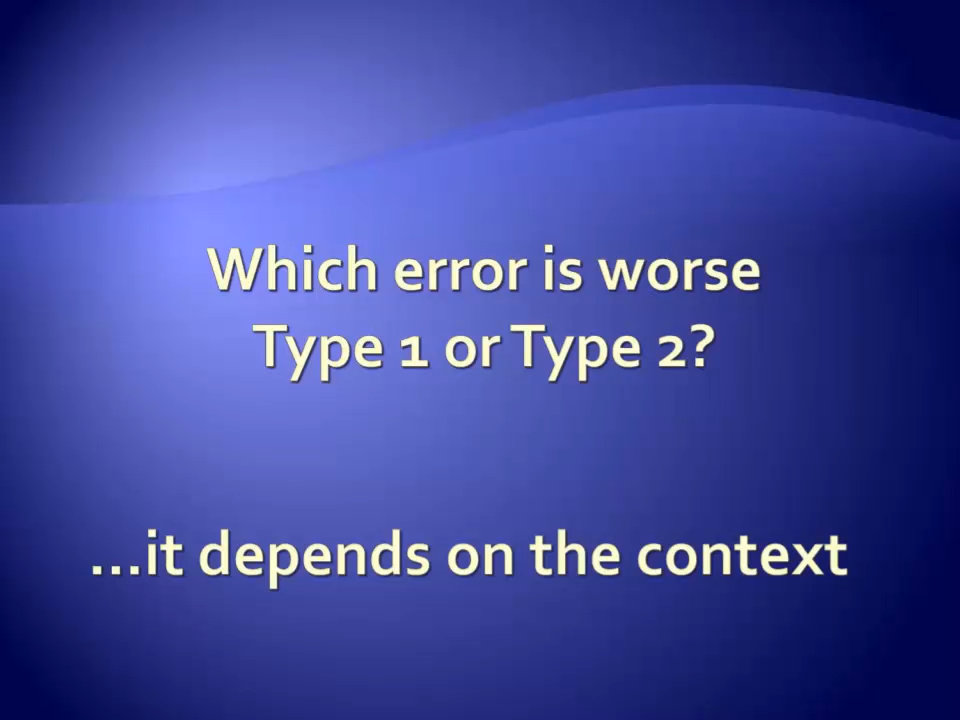 Which error is worse
Type 1 or Type 2?
...it depends on the context